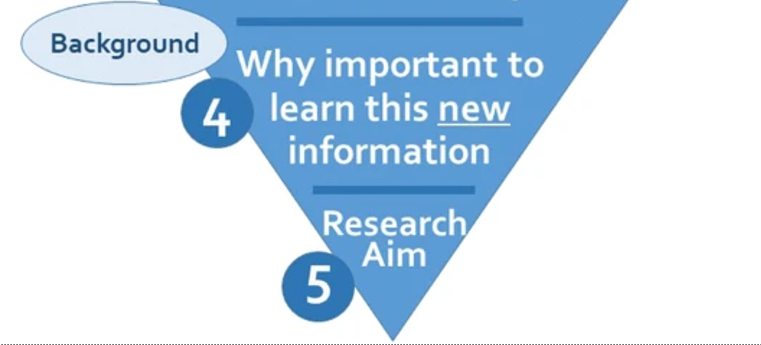 Background
Why important to
4
learn this new
information
Research
Aim
5